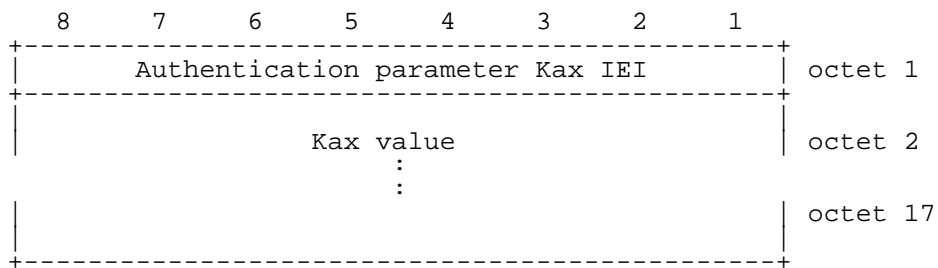 8 7 6 5 4 3 2 1
+-----------------------------------------------+
| Authentication parameter Kax IEI | octet 1
+-----------------------------------------------+
| |
| Kax value | octet 2
:
:
| | octet 17
| |
+-----------------------------------------------+